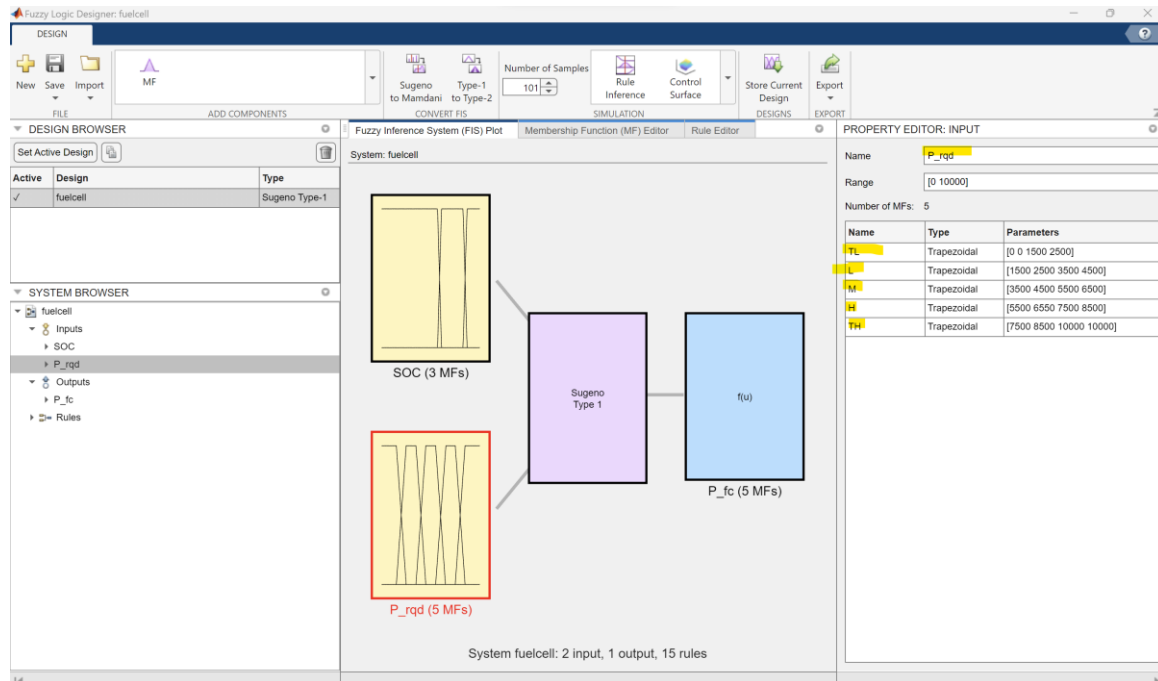 Fuzzy Logic Designer: fuelcell
DESIGN
New Save Import
MF
Sugeno to Mamdani
Type-1 to Type-2
Number of Samples
101
Rule Inference
Control Surface
Store Current Design
Export
FILE
ADD COMPONENTS
CONVERT FIS
SIMULATION
DESIGNS
EXPORT
DESIGN BROWSER
Set Active Design
Active Design Type
✓ fuelcell Sugeno Type-1
SYSTEM BROWSER
fuelcell
Inputs
SOC
P_rqd
Outputs
P_fc
Rules
Fuzzy Inference System (FIS) Plot
Membership Function (MF) Editor
Rule Editor
System: fuelcell
SOC (3 MFs)
Sugeno
Type 1
f(u)
P_fc (5 MFs)
P_rqd (5 MFs)
System fuelcell: 2 input, 1 output, 15 rules
PROPERTY EDITOR: INPUT
Name P_rqd
Range [0 10000]
Number of MFs: 5
Name Type Parameters
TL Trapezoidal [0 0 1500 2500]
L Trapezoidal [1500 2500 3500 4500]
M Trapezoidal [3500 4500 5500 6500]
H Trapezoidal [5500 6550 7500 8500]
TH Trapezoidal [7500 8500 10000 10000]